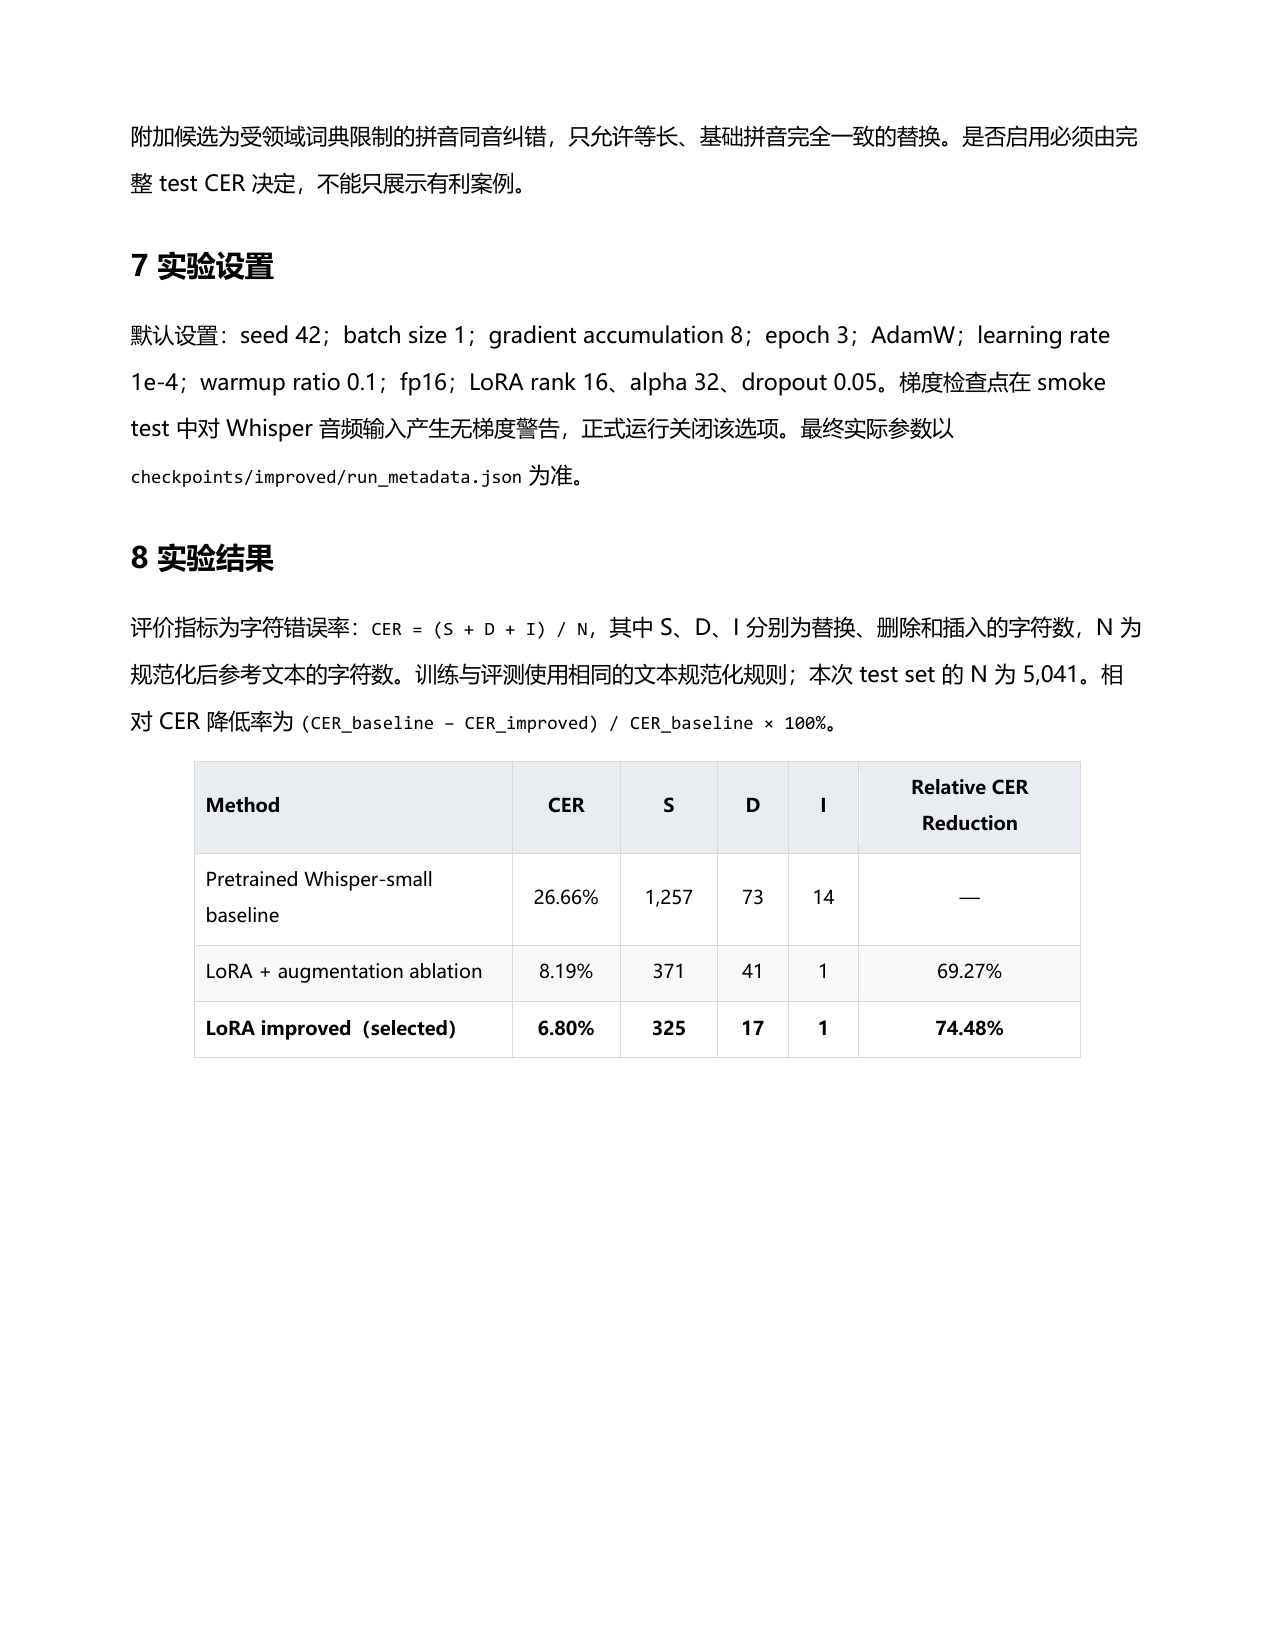 附加候选为受领域词典限制的拼音同音纠错，只允许等长、基础拼音完全一致的替换。是否启用必须由完
整 test CER 决定，不能只展示有利案例。
7 实验设置
默认设置：seed 42；batch size 1；gradient accumulation 8；epoch 3；AdamW；learning rate
1e-4；warmup ratio 0.1；fp16；LoRA rank 16、alpha 32、dropout 0.05。梯度检查点在 smoke
test 中对 Whisper 音频输入产生无梯度警告，正式运行关闭该选项。最终实际参数以
checkpoints/improved/run_metadata.json 为准。
8 实验结果
评价指标为字符错误率：CER = (S + D + I) / N，其中 S、D、I 分别为替换、删除和插入的字符数，N 为
规范化后参考文本的字符数。训练与评测使用相同的文本规范化规则；本次 test set 的 N 为 5,041。相
对 CER 降低率为 (CER_baseline – CER_improved) / CER_baseline × 100%。
Method CER S D I Relative CER
Reduction
Pretrained Whisper-small
baseline 26.66% 1,257 73 14 —
LoRA + augmentation ablation 8.19% 371 41 1 69.27%
LoRA improved（selected） 6.80% 325 17 1 74.48%